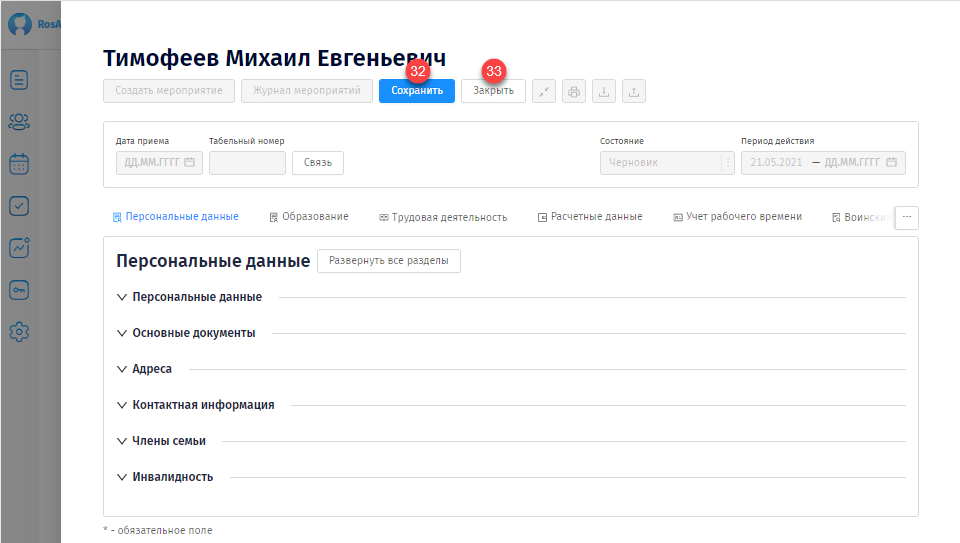 RosA
Тимофеев Михаил Евгеньевич
32
33
Создать мероприятие
Журнал мероприятий
Сохранить
Закрыть
Дата приема
Табельный номер
Состояние
Период действия
ДД.ММ.ГГГГ
Связь
Черновик
21.05.2021 — ДД.ММ.ГГГГ
Персональные данные
Образование
Трудовая деятельность
Расчетные данные
Учет рабочего времени
Воински
...
Персональные данные
Развернуть все разделы
Персональные данные
Основные документы
Адреса
Контактная информация
Члены семьи
Инвалидность
* - обязательное поле